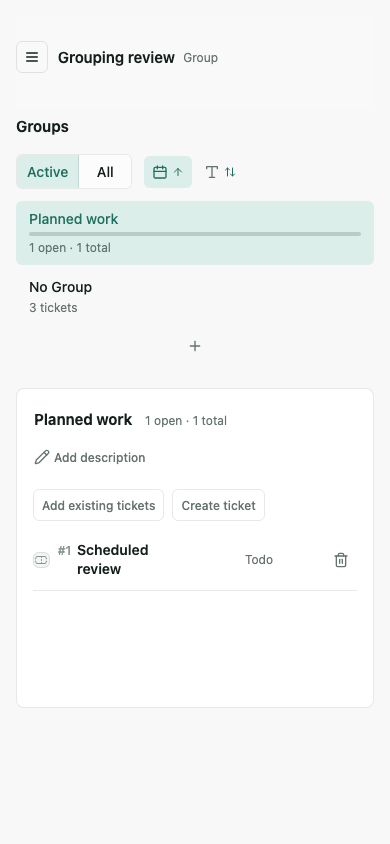 Grouping review Group
Groups
Active All
Planned work
1 open · 1 total
No Group
3 tickets
Planned work 1 open · 1 total
Add description
Add existing tickets Create ticket
#1 Scheduled review Todo